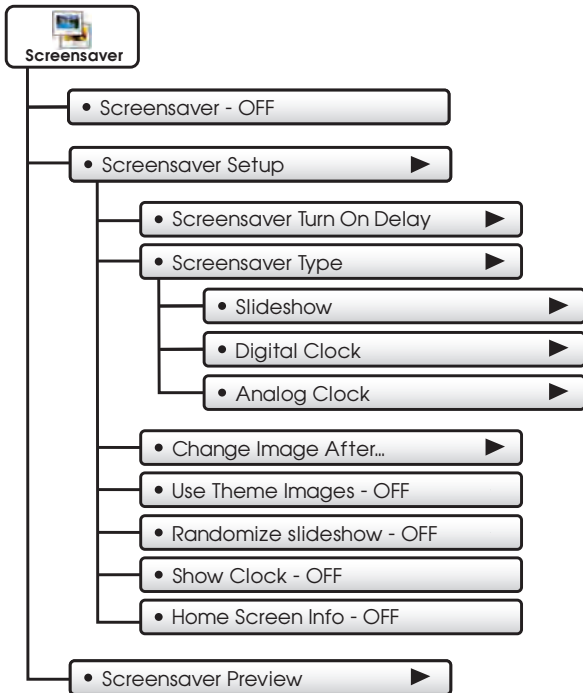 Screensaver
• Screensaver - OFF
• Screensaver Setup
• Screensaver Turn On Delay
• Screensaver Type
• Slideshow
• Digital Clock
• Analog Clock
• Change Image After...
• Use Theme Images - OFF
• Randomize slideshow - OFF
• Show Clock - OFF
• Home Screen Info - OFF
• Screensaver Preview